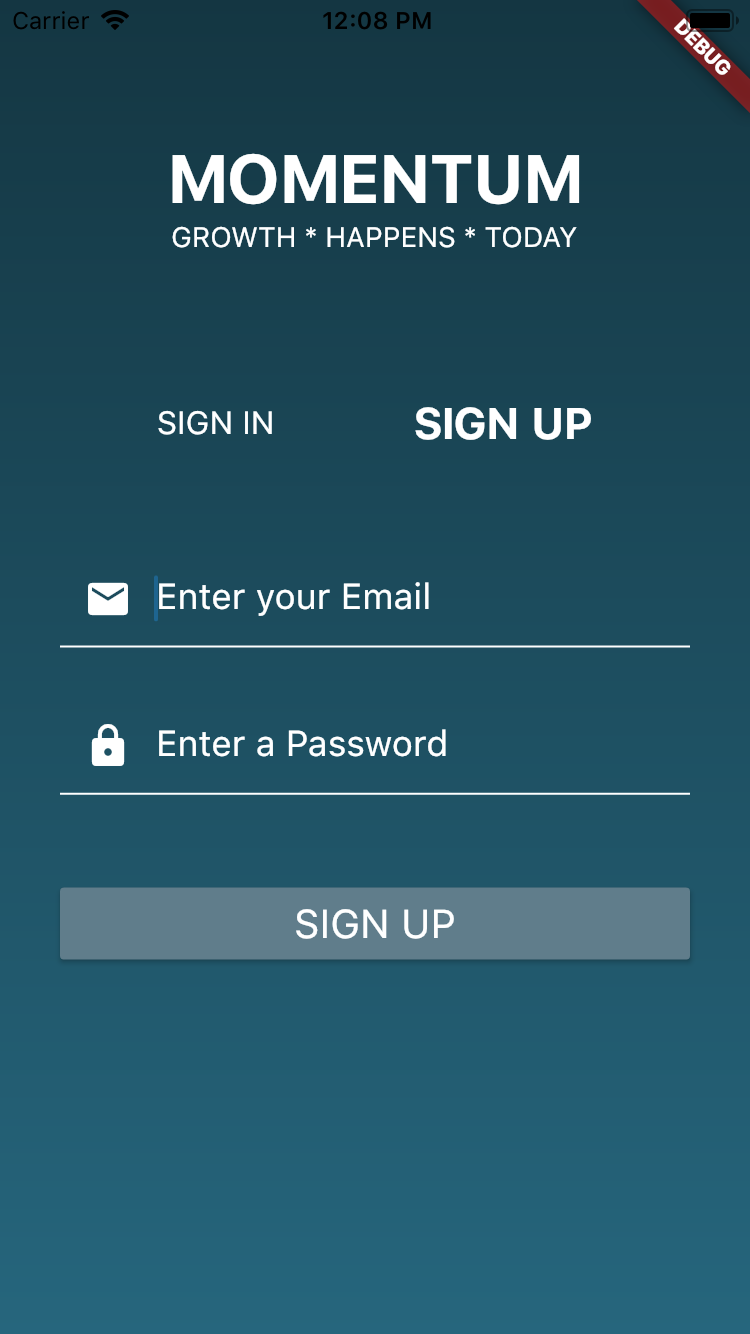 Carrier 12:08 PM
DEBUG
MOMENTUM
GROWTH * HAPPENS * TODAY
SIGN IN SIGN UP
Enter your Email
Enter a Password
SIGN UP